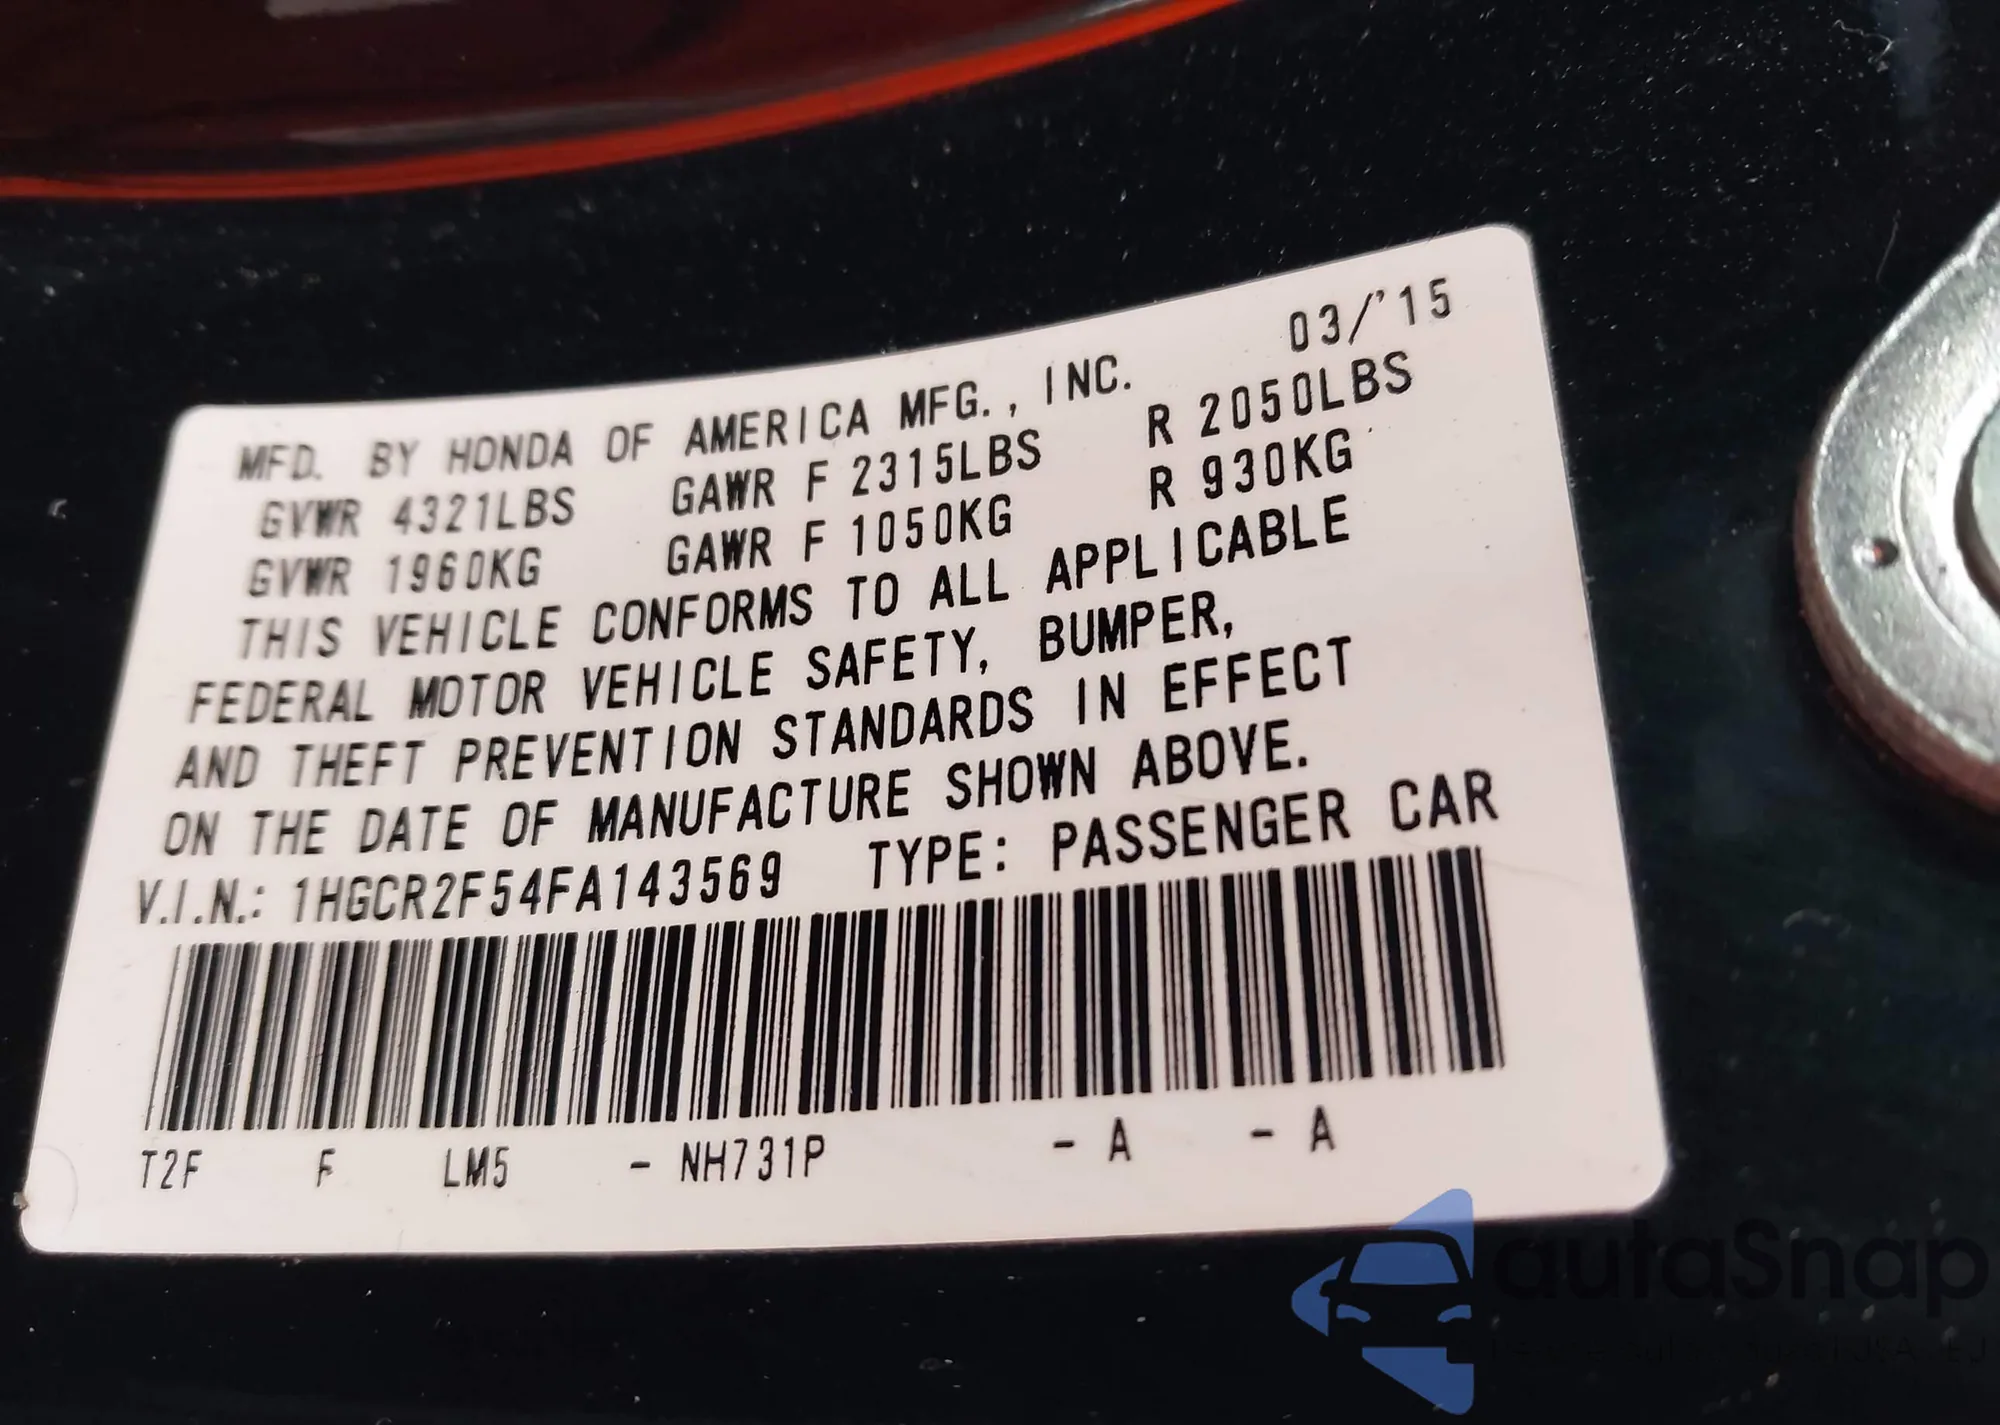 03/'15
MFD. BY HONDA OF AMERICA MFG., INC.
GVWR 4321LBS GAWR F 2315LBS R 2050LBS
GVWR 1960KG GAWR F 1050KG R 930KG
THIS VEHICLE CONFORMS TO ALL APPLICABLE
FEDERAL MOTOR VEHICLE SAFETY, BUMPER,
AND THEFT PREVENTION STANDARDS IN EFFECT
ON THE DATE OF MANUFACTURE SHOWN ABOVE.
V.I.N.: 1HGCR2F54FA143569 TYPE: PASSENGER CAR
T2F F LM5 - NH731P - A - A
autaSnap